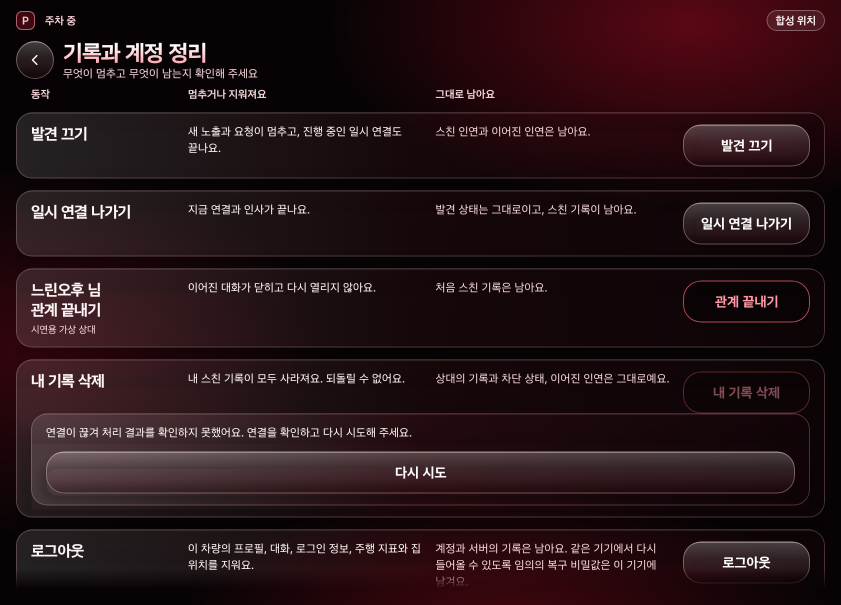 P 주차 중 합성 위치
기록과 계정 정리
무엇이 멈추고 무엇이 남는지 확인해 주세요
동작 멈추거나 지워져요 그대로 남아요
발견 끄기 새 노출과 요청이 멈추고, 진행 중인 일시 연결도 스친 인연과 이어진 인연은 남아요. 발견 끄기
끝나요.
일시 연결 나가기 지금 연결과 인사가 끝나요. 발견 상태는 그대로이고, 스친 기록이 남아요. 일시 연결 나가기
느린오후 님 이어진 대화가 닫히고 다시 열리지 않아요. 처음 스친 기록은 남아요. 관계 끝내기
관계 끝내기
시연용 가상 상대
내 기록 삭제 내 스친 기록이 모두 사라져요. 되돌릴 수 없어요. 상대의 기록과 차단 상태, 이어진 인연은 그대로예요. 내 기록 삭제
연결이 끊겨 처리 결과를 확인하지 못했어요. 연결을 확인하고 다시 시도해 주세요.
다시 시도
로그아웃 이 차량의 프로필, 대화, 로그인 정보, 주행 지표와 집 계정과 서버의 기록은 남아요. 같은 기기에서 다시 로그아웃
위치를 지워요. 들어올 수 있도록 임의의 복구 비밀값은 이 기기에
남겨요.